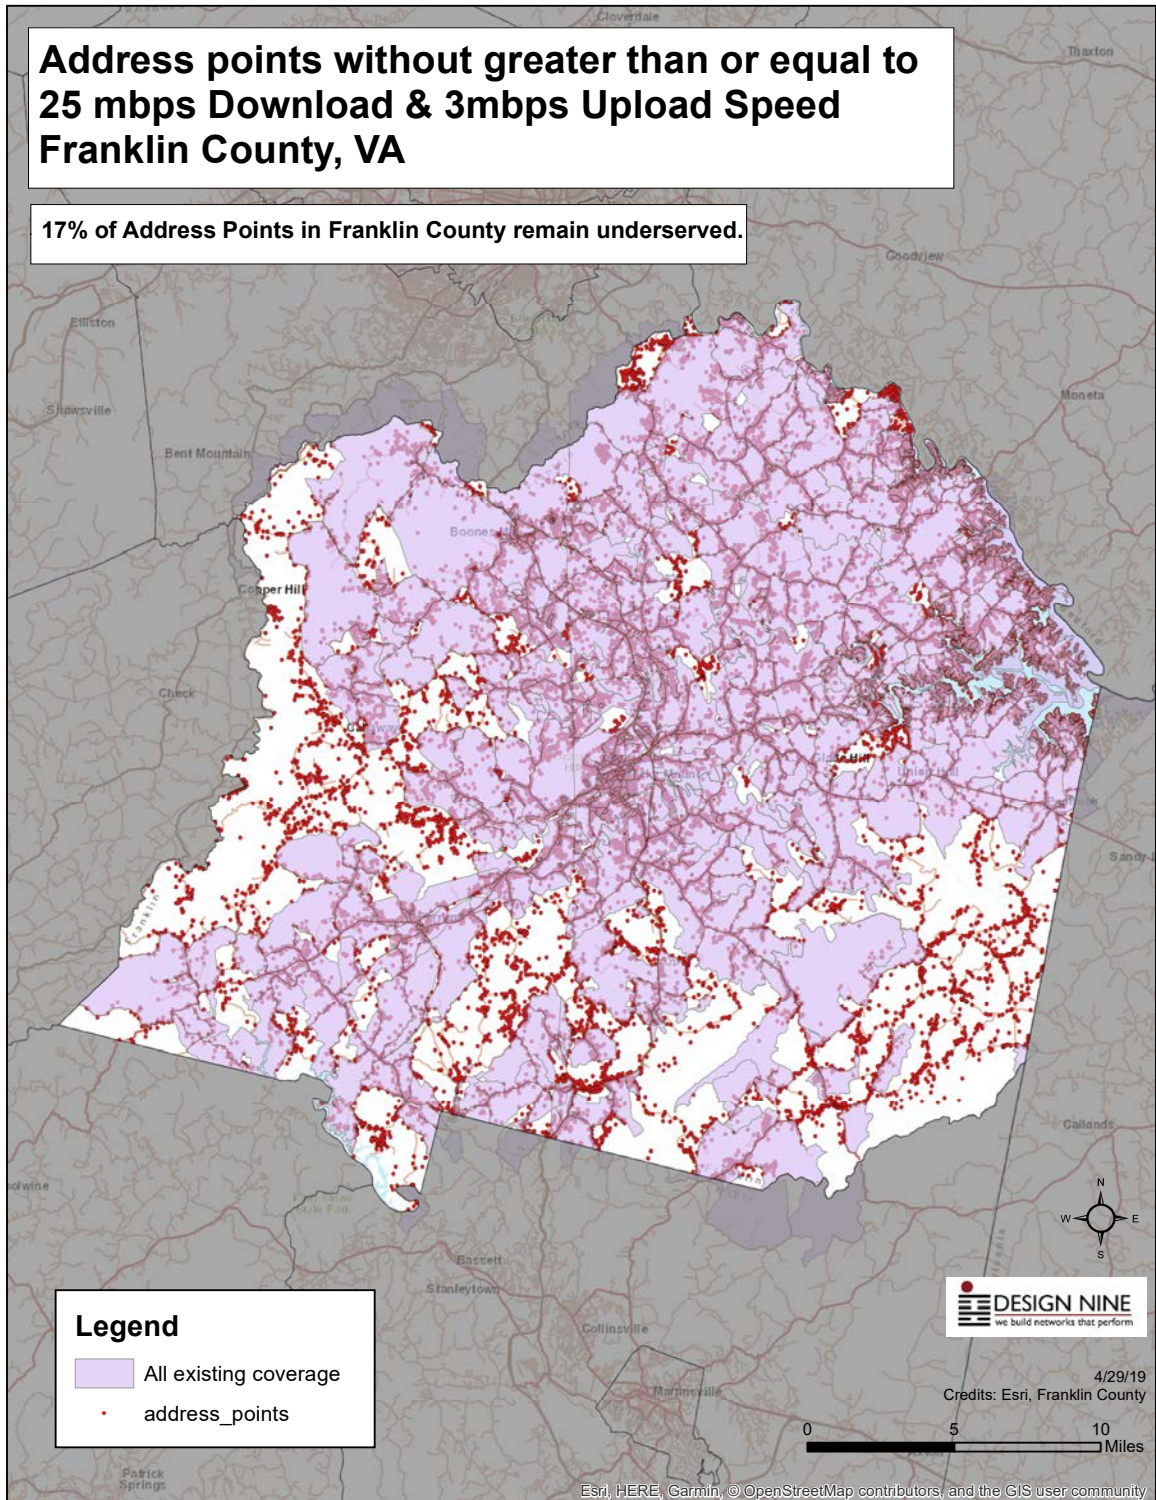 Cloverdale
Thaxton
Address points without greater than or equal to
25 mbps Download & 3mbps Upload Speed
Franklin County, VA
17% of Address Points in Franklin County remain underserved.
Goodview
Elliston
Moneta
Shawsville
Bent Mountain
Boones
Copper Hill
Check
Union Hill
Sandy
Franklin
Callands
N
W E
S
Bassett
Stanleytown
Collinsville
Martinsville
Patrick
Springs
DESIGN NINE
we build networks that perform
Legend
All existing coverage
address_points
4/29/19
Credits: Esri, Franklin County
0 5 10
Miles
Esri, HERE, Garmin, © OpenStreetMap contributors, and the GIS user community